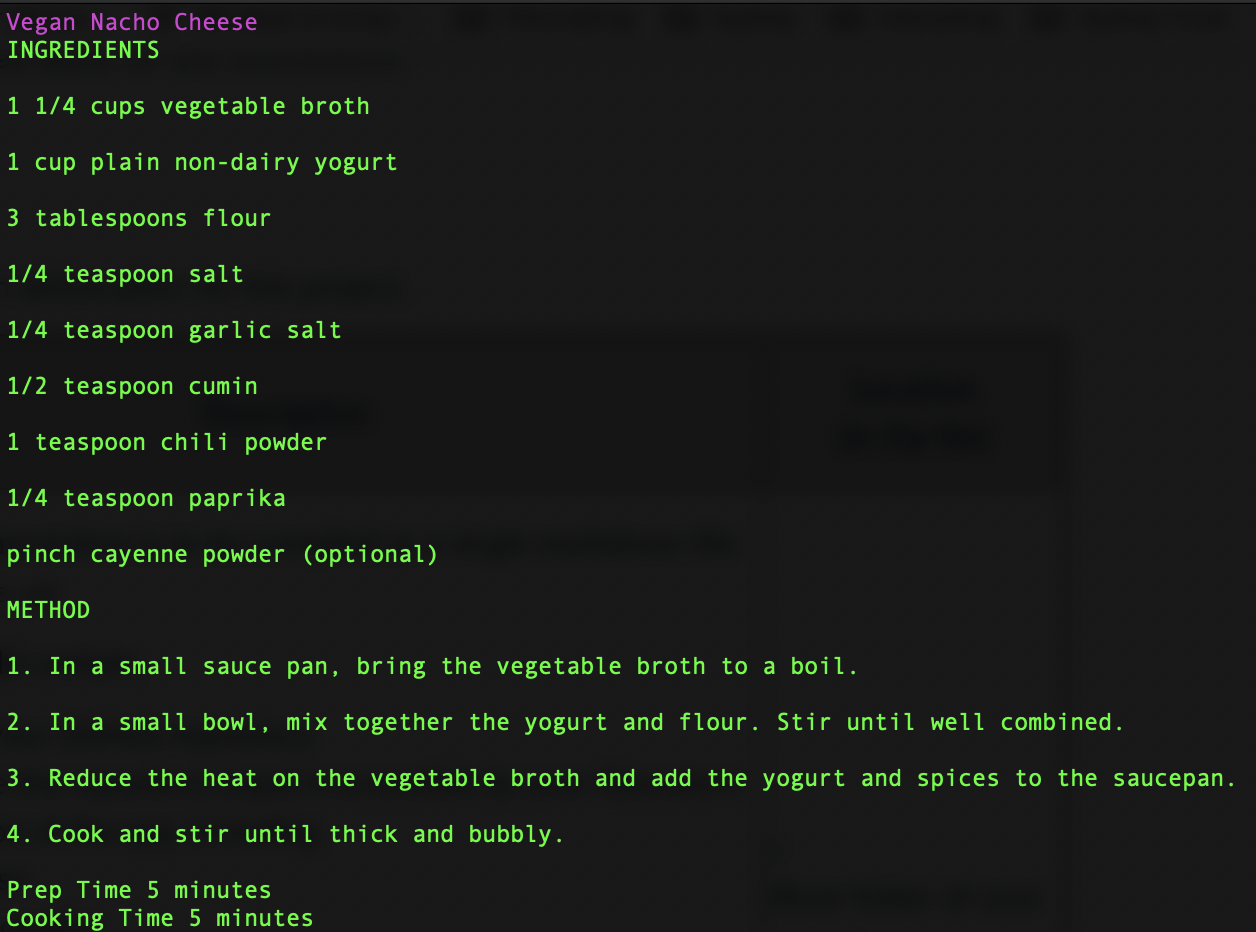 Vegan Nacho Cheese
INGREDIENTS
1 1/4 cups vegetable broth
1 cup plain non-dairy yogurt
3 tablespoons flour
1/4 teaspoon salt
1/4 teaspoon garlic salt
1/2 teaspoon cumin
1 teaspoon chili powder
1/4 teaspoon paprika
pinch cayenne powder (optional)
METHOD
1. In a small sauce pan, bring the vegetable broth to a boil.
2. In a small bowl, mix together the yogurt and flour. Stir until well combined.
3. Reduce the heat on the vegetable broth and add the yogurt and spices to the saucepan.
4. Cook and stir until thick and bubbly.
Prep Time 5 minutes
Cooking Time 5 minutes